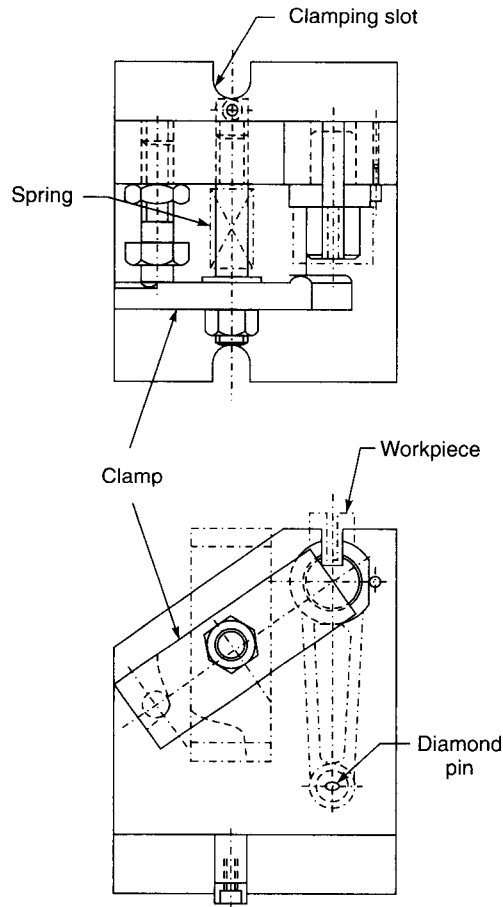 Clamping slot
Spring
Clamp
Workpiece
Diamond
pin